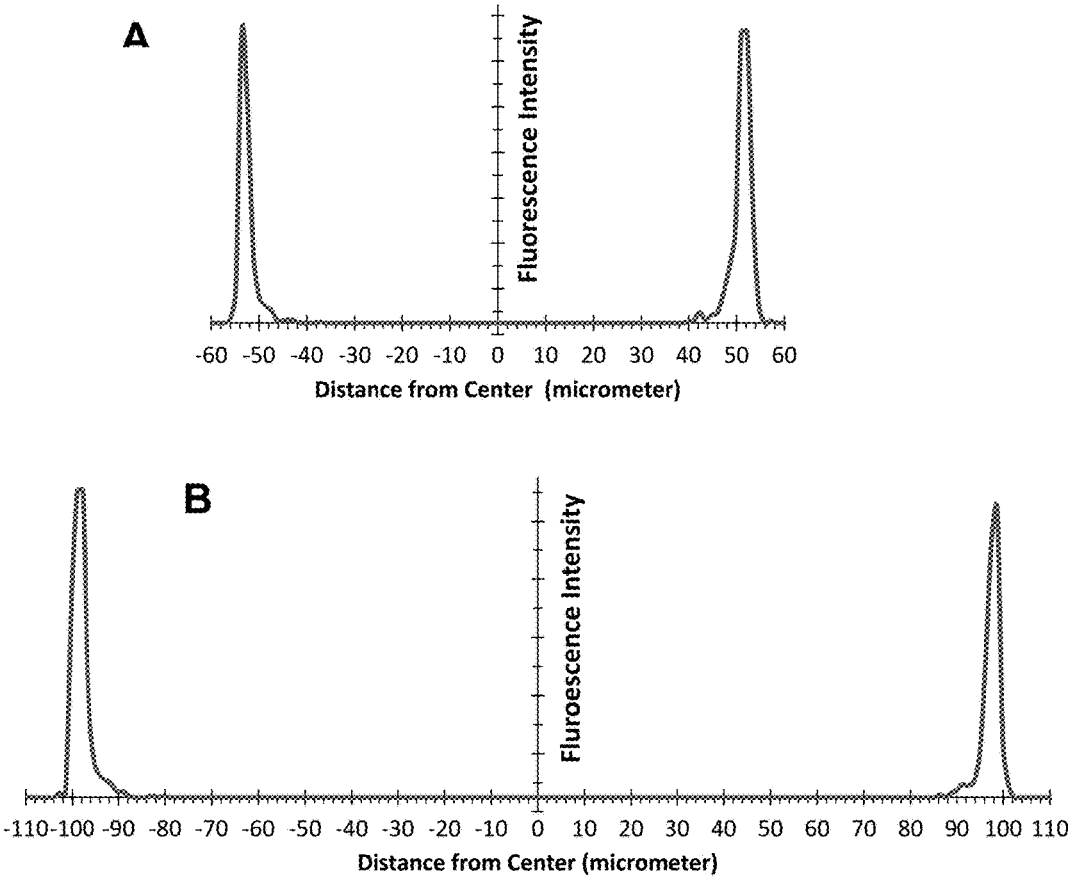 A
Fluorescence Intensity
-60 -50 -40 -30 -20 -10 0 10 20 30 40 50 60
Distance from Center (micrometer)
B
Fluroescence Intensity
-110 -100 -90 -80 -70 -60 -50 -40 -30 -20 -10 0 10 20 30 40 50 60 70 80 90 100 110
Distance from Center (micrometer)